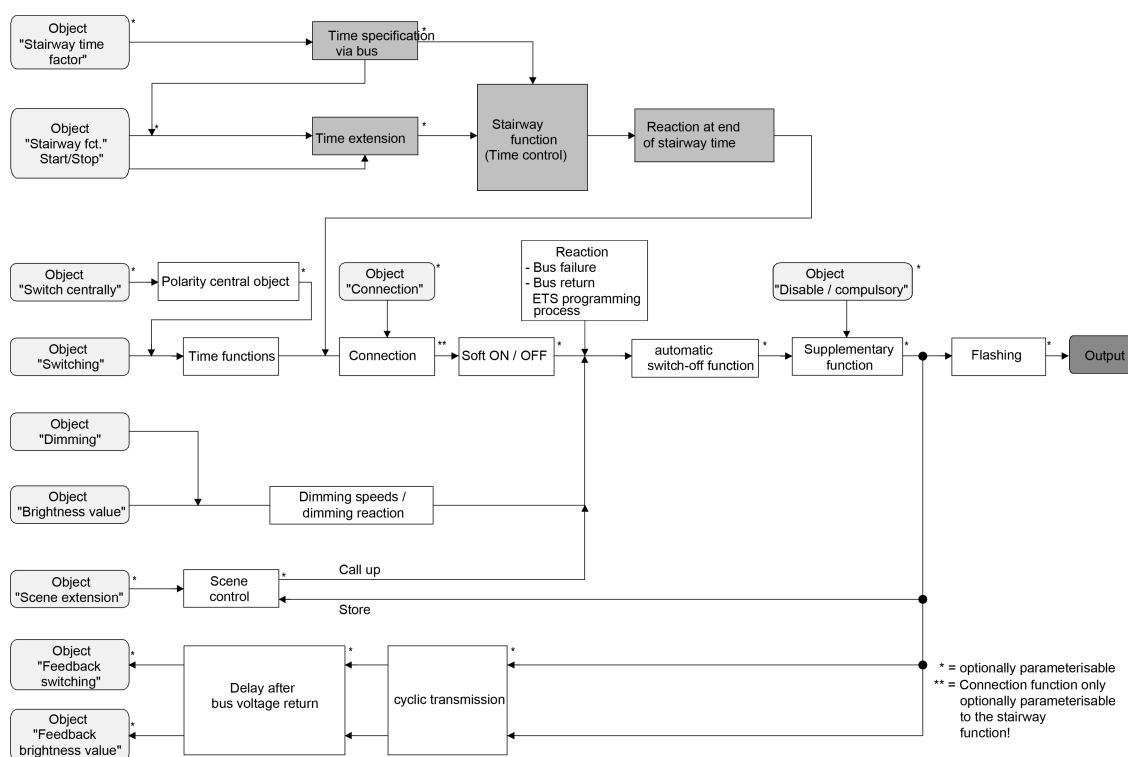 Object
"Stairway time
factor"
*
Time specification
via bus
*
Object
"Stairway fct."
Start/Stop"
*
Time extension
*
Stairway
function
(Time control)
Reaction at end
of stairway time
Object
"Switch centrally"
*
Polarity central object
*
Object
"Connection"
*
Reaction
- Bus failure
- Bus return
ETS programming
process
Object
"Disable / compulsory"
*
Object
"Switching"
Time functions
Connection
**
Soft ON / OFF
*
automatic
switch-off function
*
Supplementary
function
*
Flashing
*
Output
Object
"Dimming"
Object
"Brightness value"
Dimming speeds /
dimming reaction
Object
"Scene extension"
*
Scene
control
*
Call up
Store
Object
"Feedback
switching"
*
Delay after
bus voltage return
*
cyclic transmission
*
Object
"Feedback
brightness value"
*
* = optionally parameterisable
** = Connection function only
optionally parameterisable
to the stairway
function!